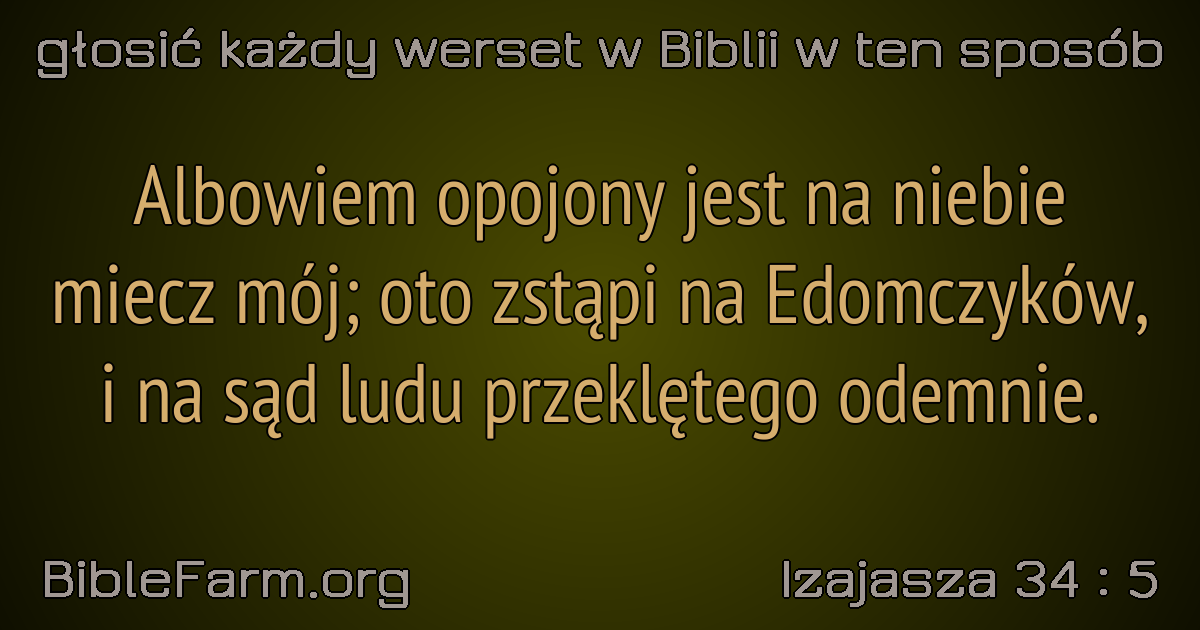 głosić każdy werset w Biblii w ten sposób
Albowiem opojony jest na niebie
miecz mój; oto zstąpi na Edomczyków,
i na sąd ludu przeklętego odemnie.
BibleFarm.org
Izajasza 34 : 5